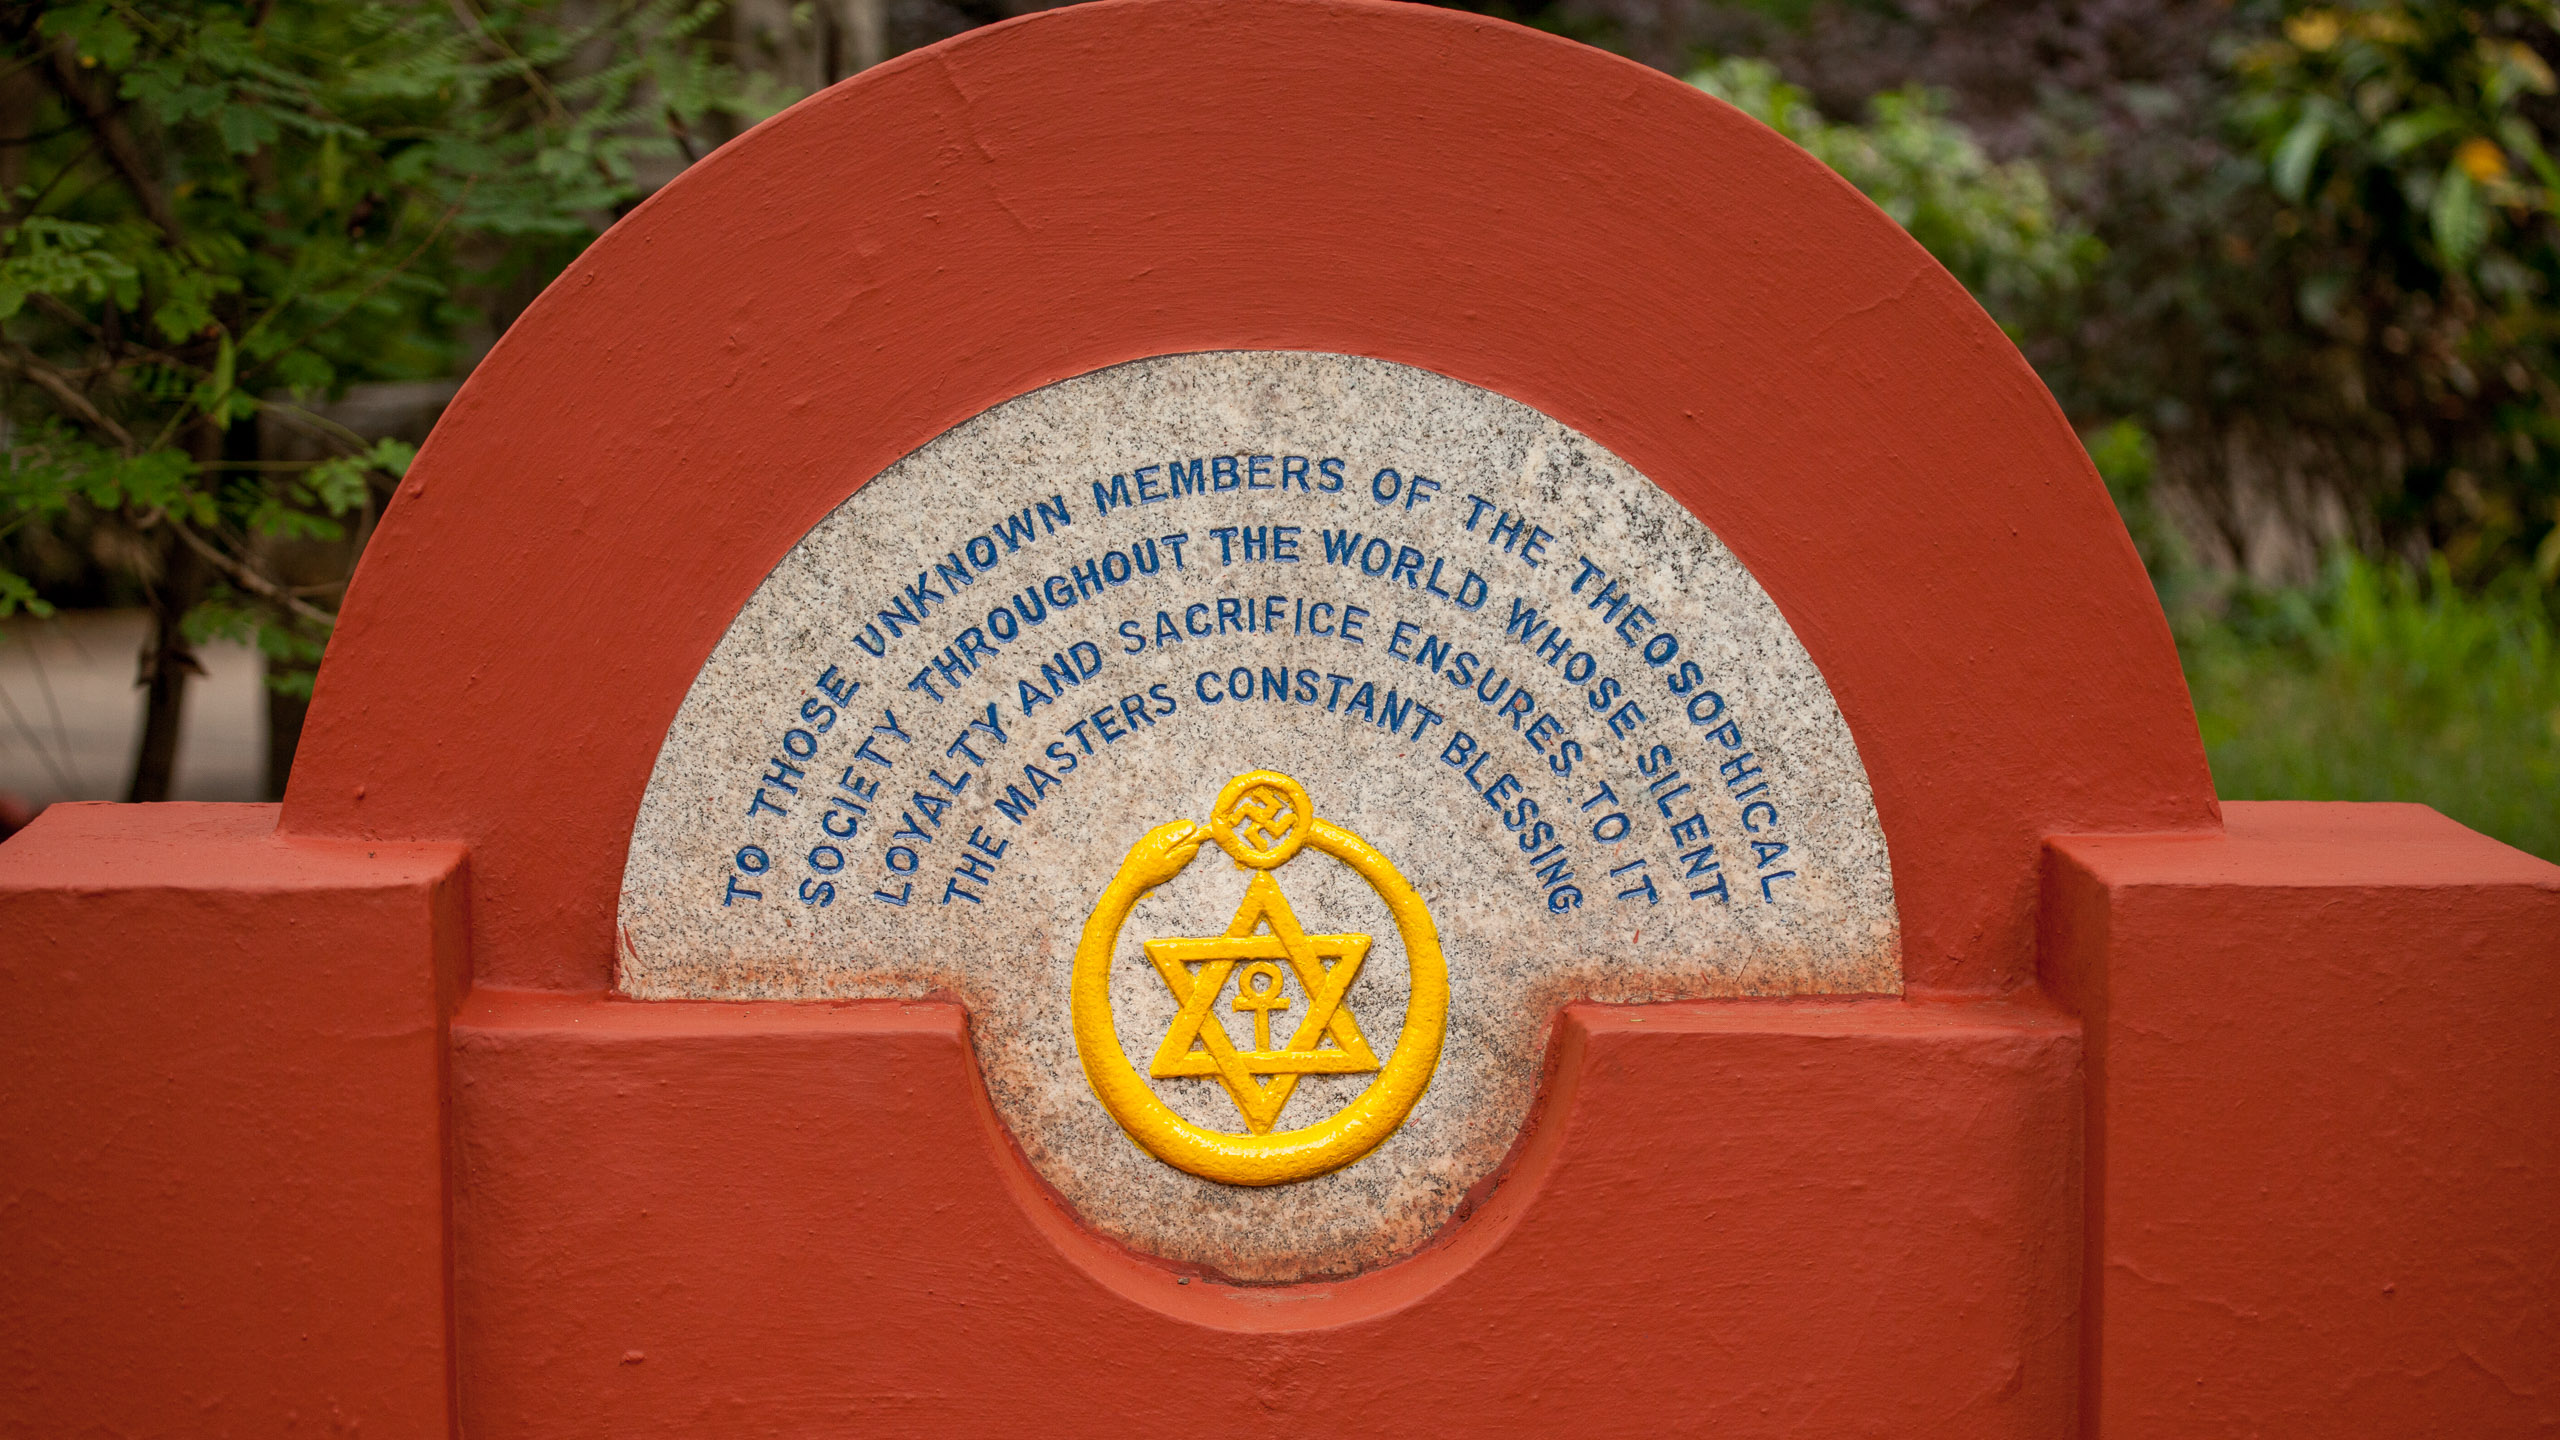 TO THOSE UNKNOWN MEMBERS OF THE THEOSOPHICAL
SOCIETY THROUGHOUT THE WORLD WHOSE SILENT
LOYALTY AND SACRIFICE ENSURES TO IT
THE MASTERS CONSTANT BLESSING